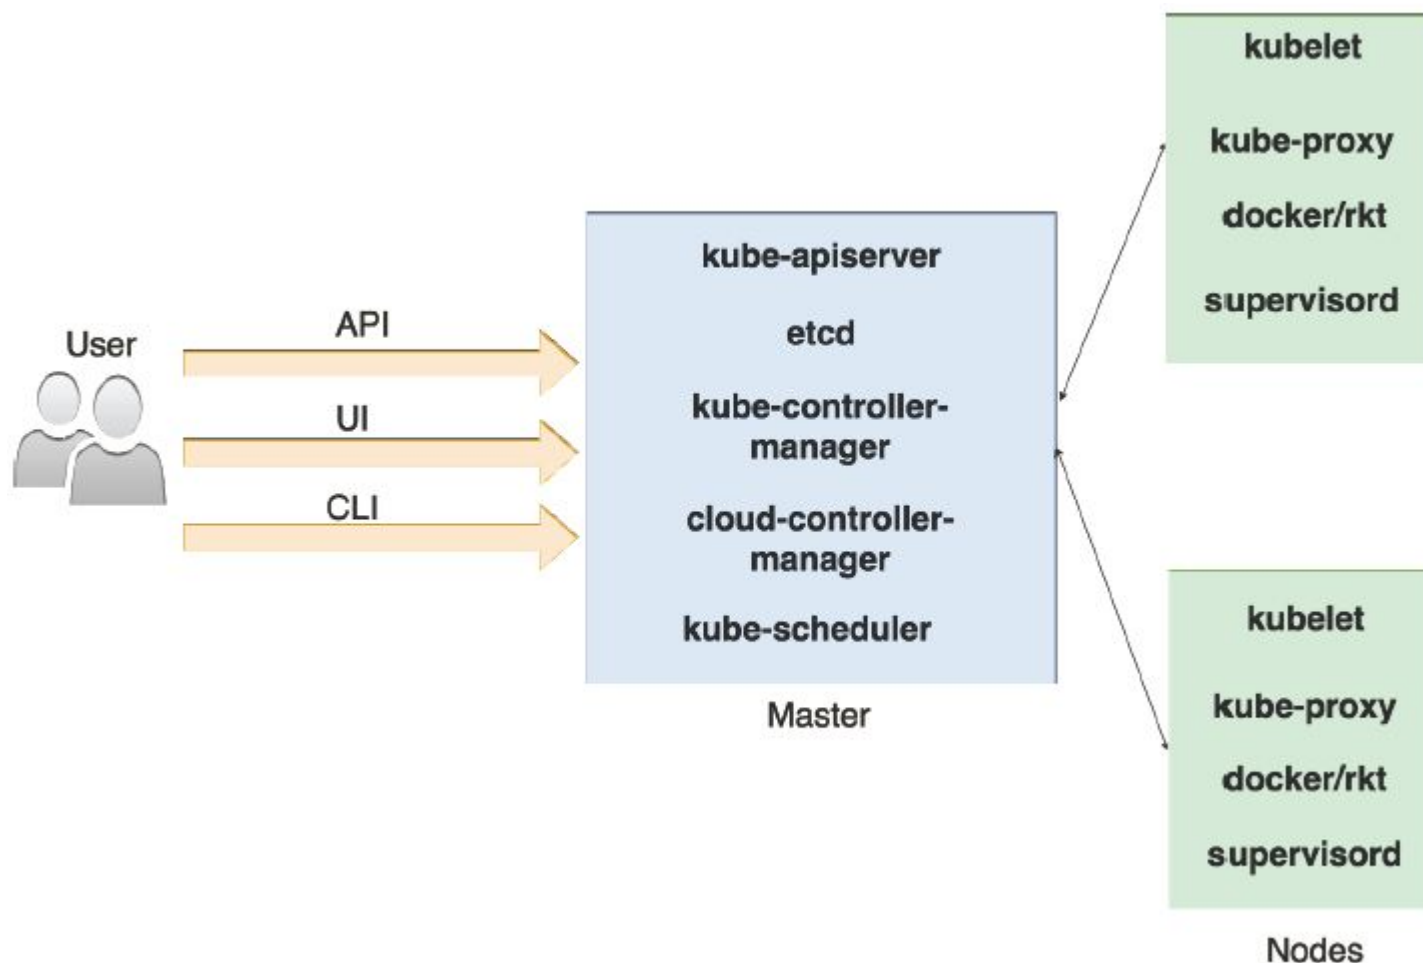 User
API
UI
CLI
kube-apiserver
etcd
kube-controller-
manager
cloud-controller-
manager
kube-scheduler
Master
kubelet
kube-proxy
docker/rkt
supervisord
kubelet
kube-proxy
docker/rkt
supervisord
Nodes